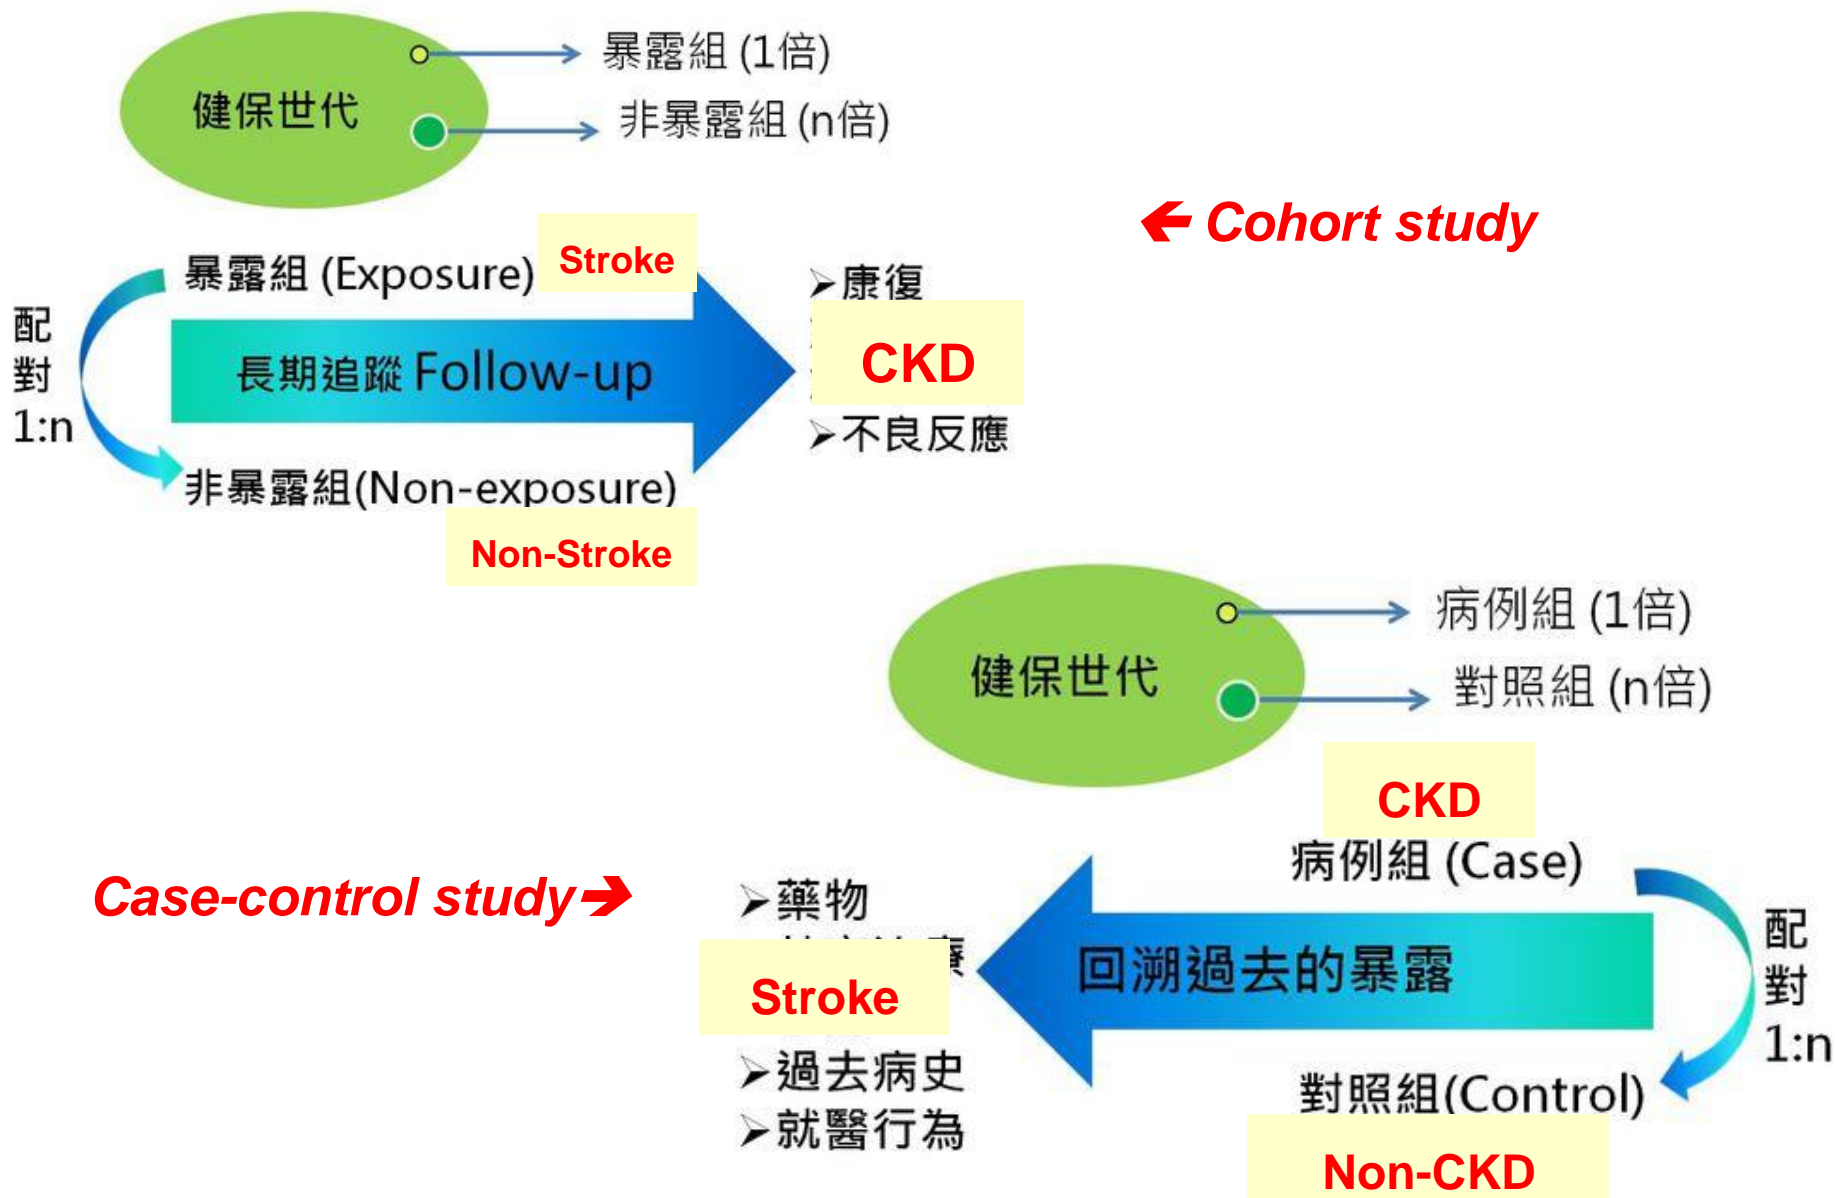 健保世代
暴露組 (1倍)
非暴露組 (n倍)
🡸 Cohort study
暴露組 (Exposure)
Stroke
配
對
1:n
長期追蹤 Follow-up
非暴露組(Non-exposure)
Non-Stroke
➢康復
CKD
➢不良反應
健保世代
病例組 (1倍)
對照組 (n倍)
CKD
病例組 (Case)
Case-control study➔
➢藥物
Stroke
➢過去病史
➢就醫行為
回溯過去的暴露
配
對
1:n
對照組(Control)
Non-CKD